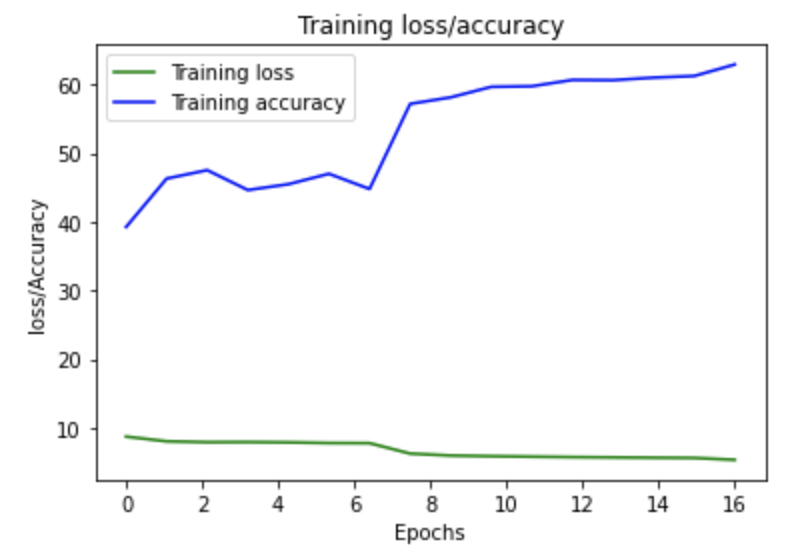 Training loss/accuracy
Training loss
Training accuracy
60
50
40
30
20
10
loss/Accuracy
0 2 4 6 8 10 12 14 16
Epochs